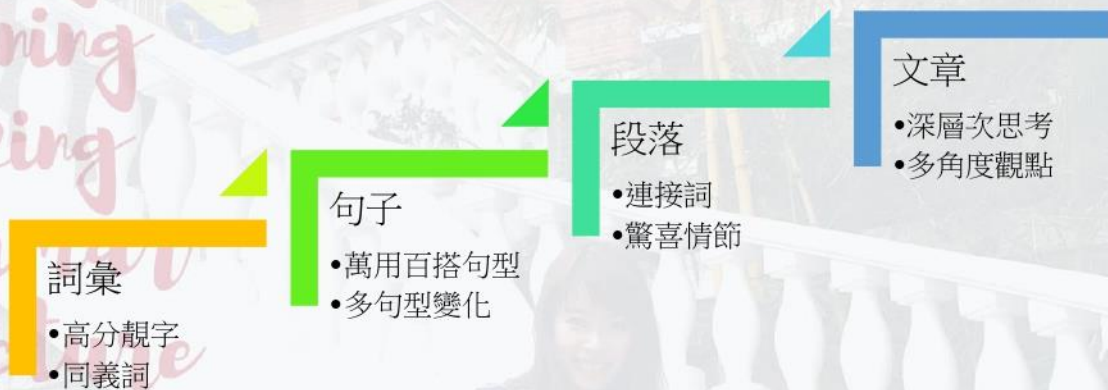 詞彙
•高分靚字
•同義詞
句子
•萬用百搭句型
•多句型變化
段落
•連接詞
•驚喜情節
文章
•深層次思考
•多角度觀點